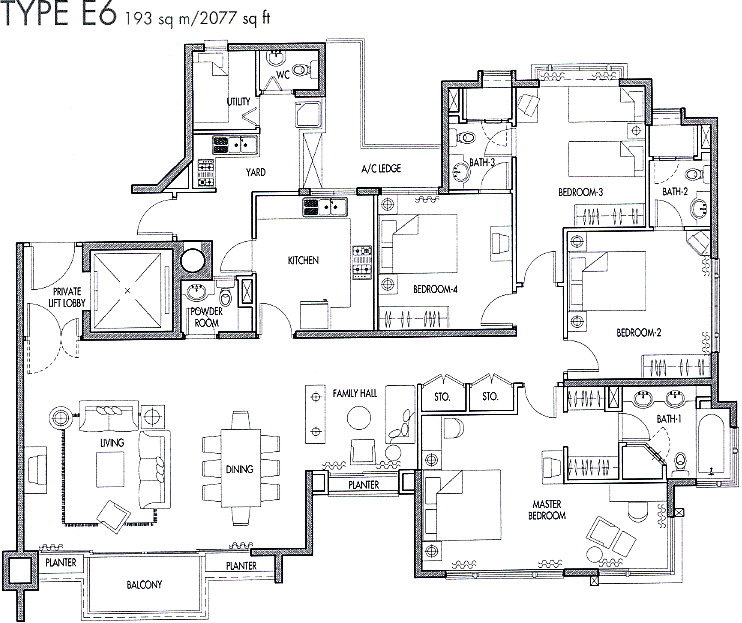 TYPE E6 193 sq m/2077 sq ft
WC
UTILITY
YARD
A/C LEDGE
BATH-3
BEDROOM-3
BATH-2
KITCHEN
BEDROOM-4
PRIVATE
LIFT LOBBY
POWDER
ROOM
BEDROOM-2
FAMILY HALL
STO.
STO.
BATH-1
LIVING
DINING
PLANTER
MASTER
BEDROOM
PLANTER
PLANTER
BALCONY